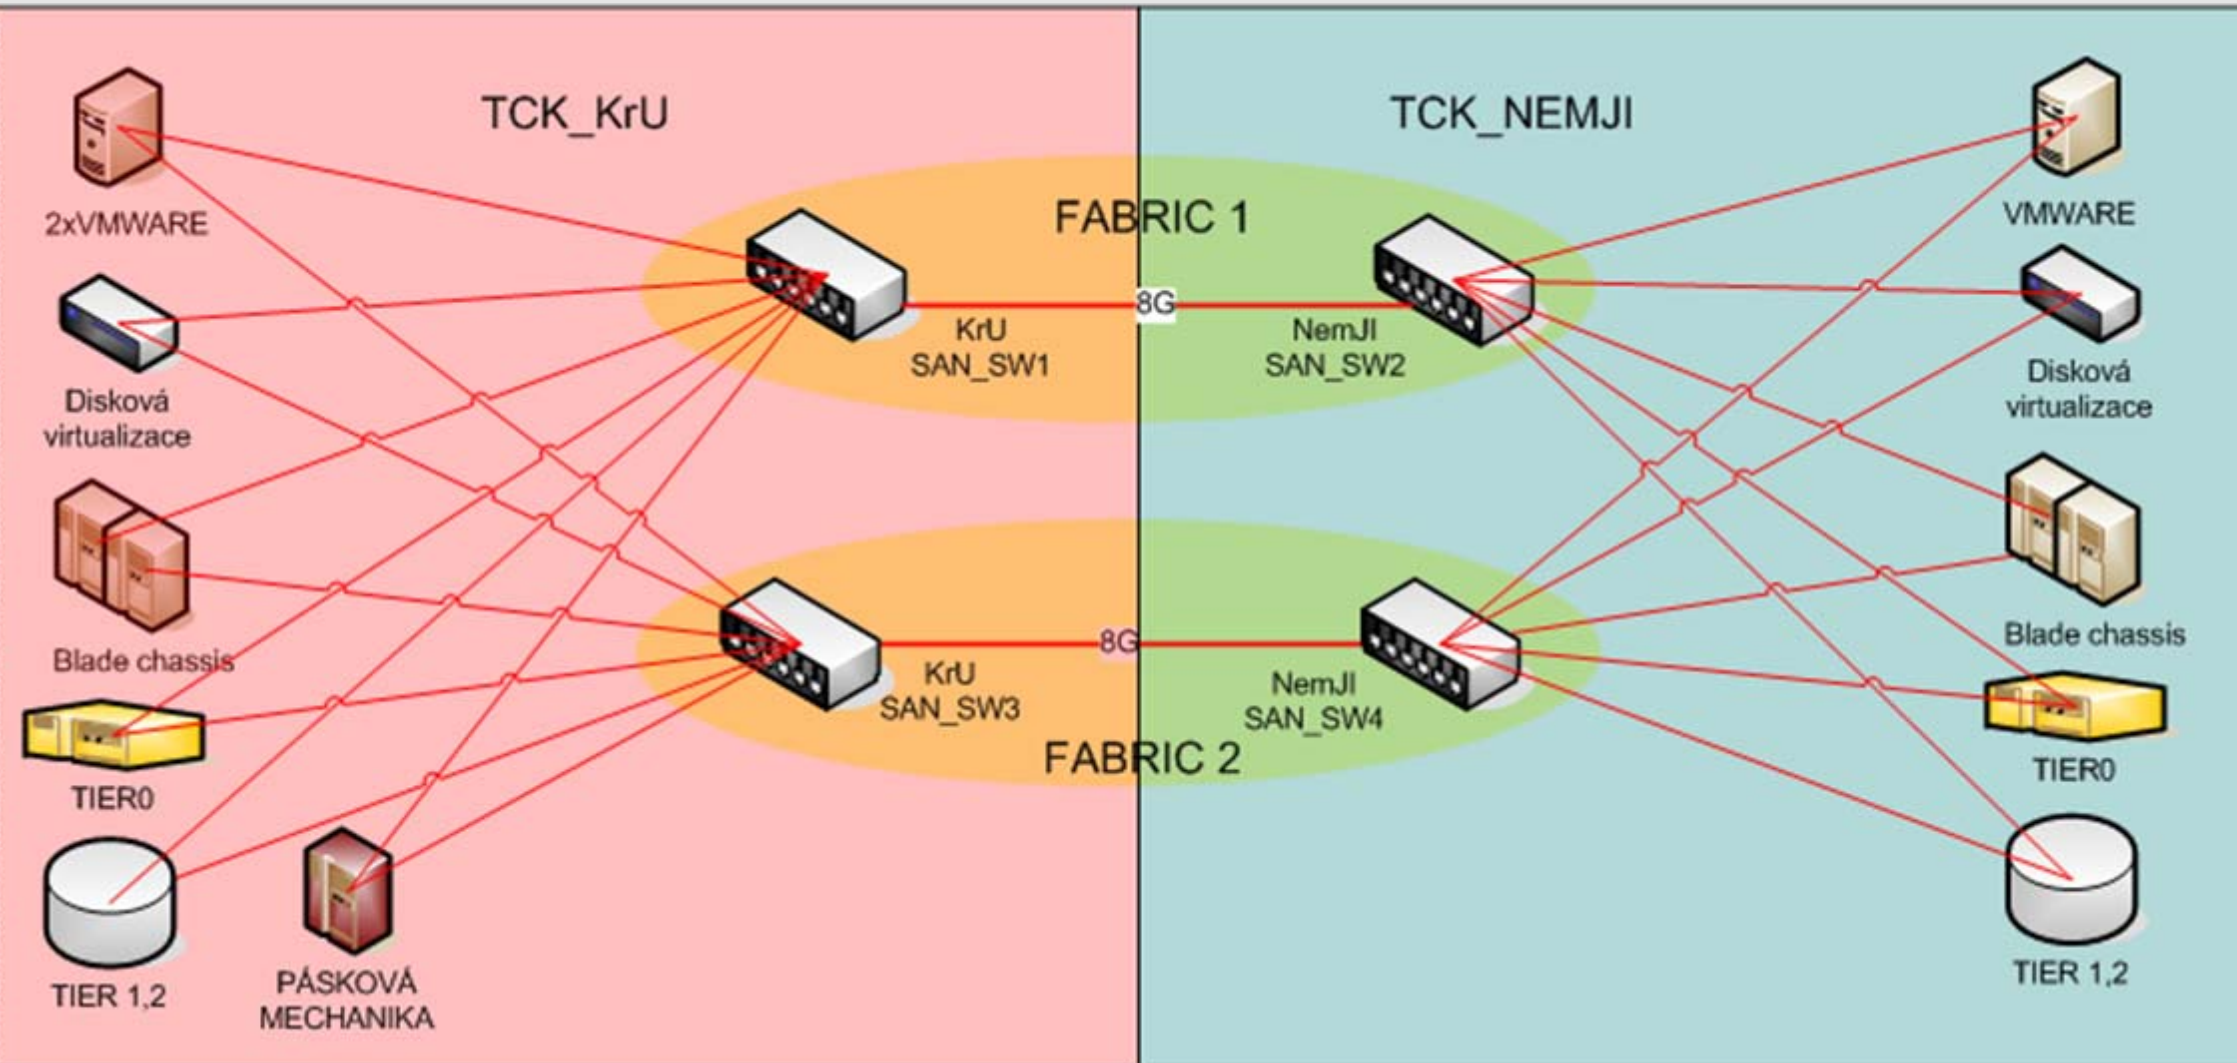 TCK_KrU
TCK_NEMJI
2xVMWARE
Disková
virtualizace
Blade chassis
TIER0
TIER 1,2
PÁSKOVÁ
MECHANIKA
FABRIC 1
8G
KrU
SAN_SW1
NemJI
SAN_SW2
8G
KrU
SAN_SW3
NemJI
SAN_SW4
FABRIC 2
VMWARE
Disková
virtualizace
Blade chassis
TIER0
TIER 1,2